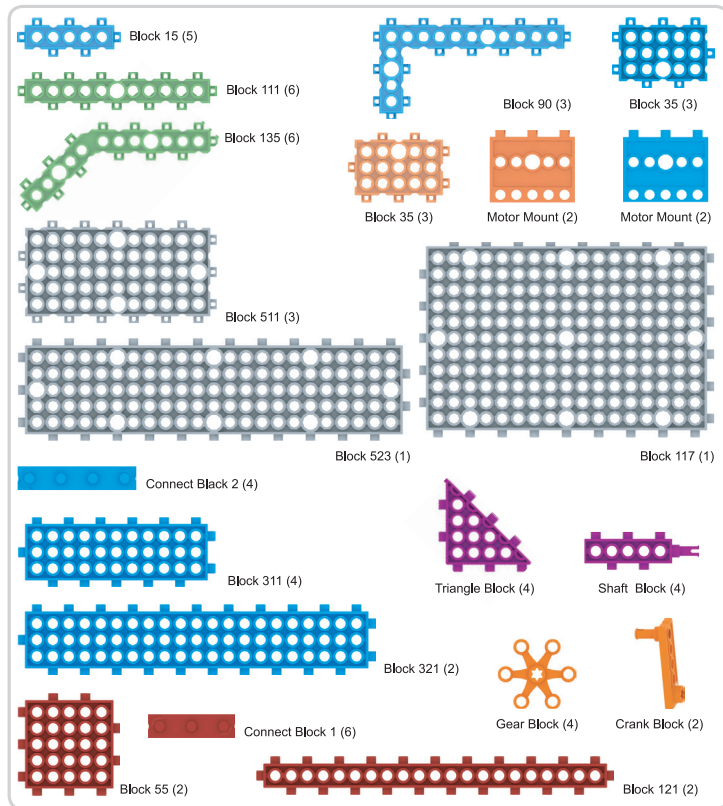 Block 15 (5)
Block 111 (6)
Block 135 (6)
Block 90 (3)
Block 35 (3)
Block 35 (3)
Motor Mount (2)
Motor Mount (2)
Block 511 (3)
Block 523 (1)
Block 117 (1)
Connect Black 2 (4)
Block 311 (4)
Triangle Block (4)
Shaft Block (4)
Block 321 (2)
Gear Block (4)
Crank Block (2)
Connect Block 1 (6)
Block 55 (2)
Block 121 (2)